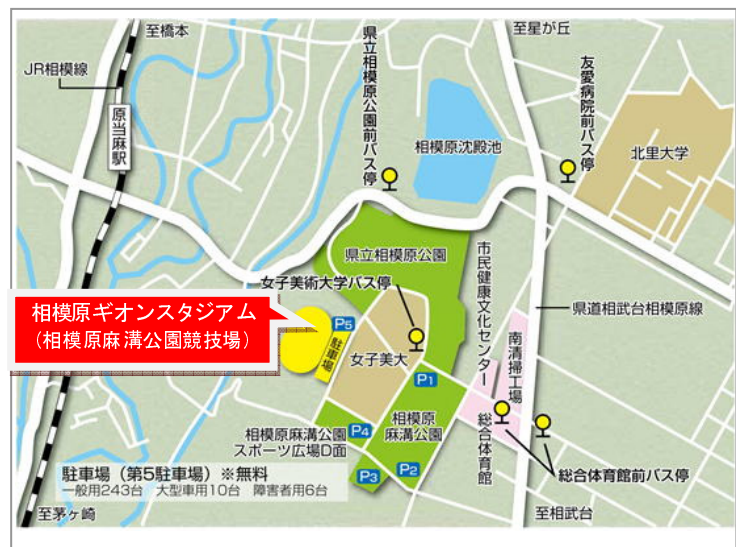 至橋本
至星が丘
JR相模線
県立相模原公園前バス停
友愛病院前バス停
原当麻駅
相模原沈殿池
北里大学
県立相模原公園
市民健康文化センター
女子美術大学バス停
相模原ギオンスタジアム
(相模原麻溝公園競技場)
県道相武台相模原線
P5
駐車場
女子美大
南清掃工場
P1
相模原
麻溝公園
総合体育館
P4
相模原麻溝公園
スポーツ広場D面
P2
P3
総合体育館前バス停
駐車場(第5駐車場)※無料
一般用243台 大型車用10台 障害者用6台
至茅ヶ崎
至相武台